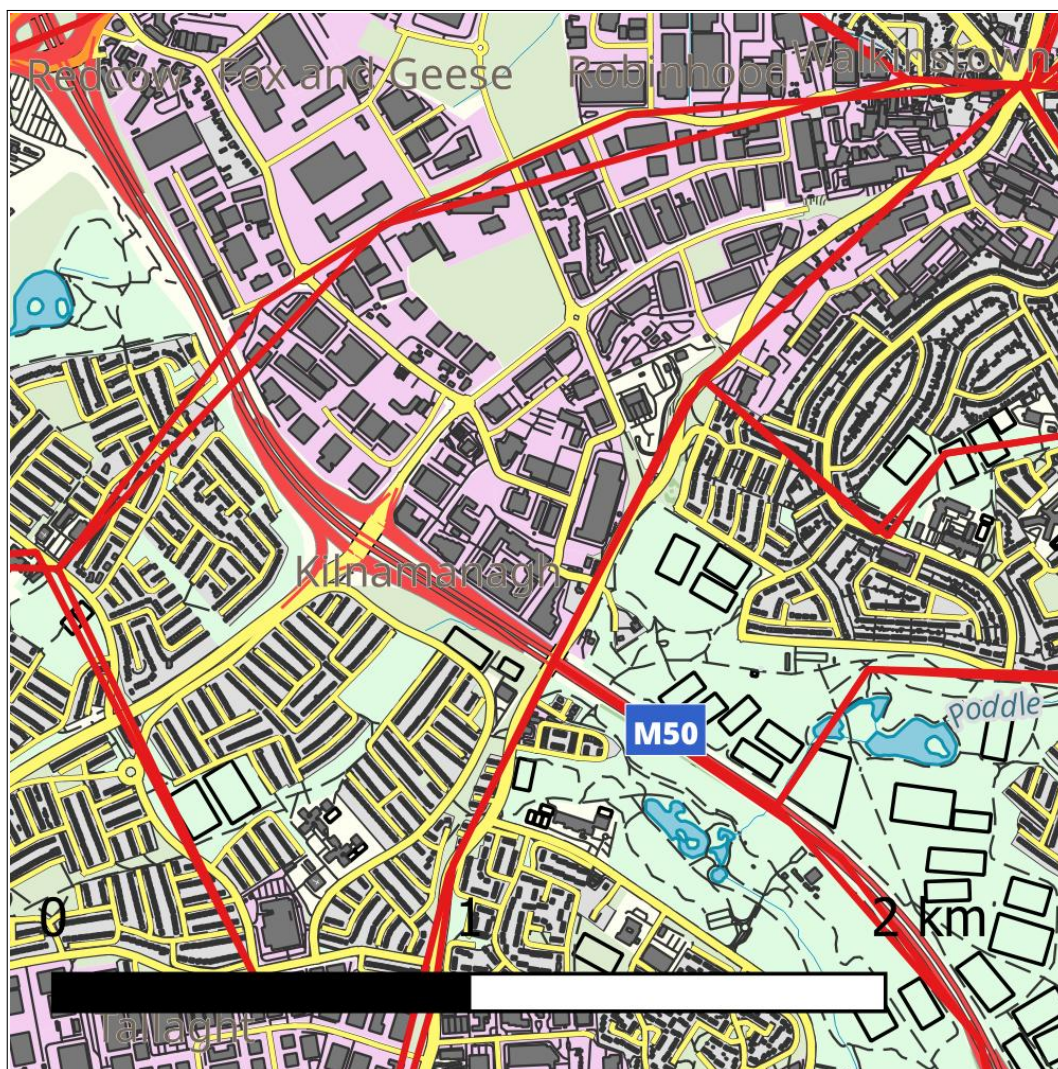 Redcow
Fox and Geese
Robinhood
Walkinstown
Kilnamanagh
Poddle
M50
0
1
2 km
Tallaght